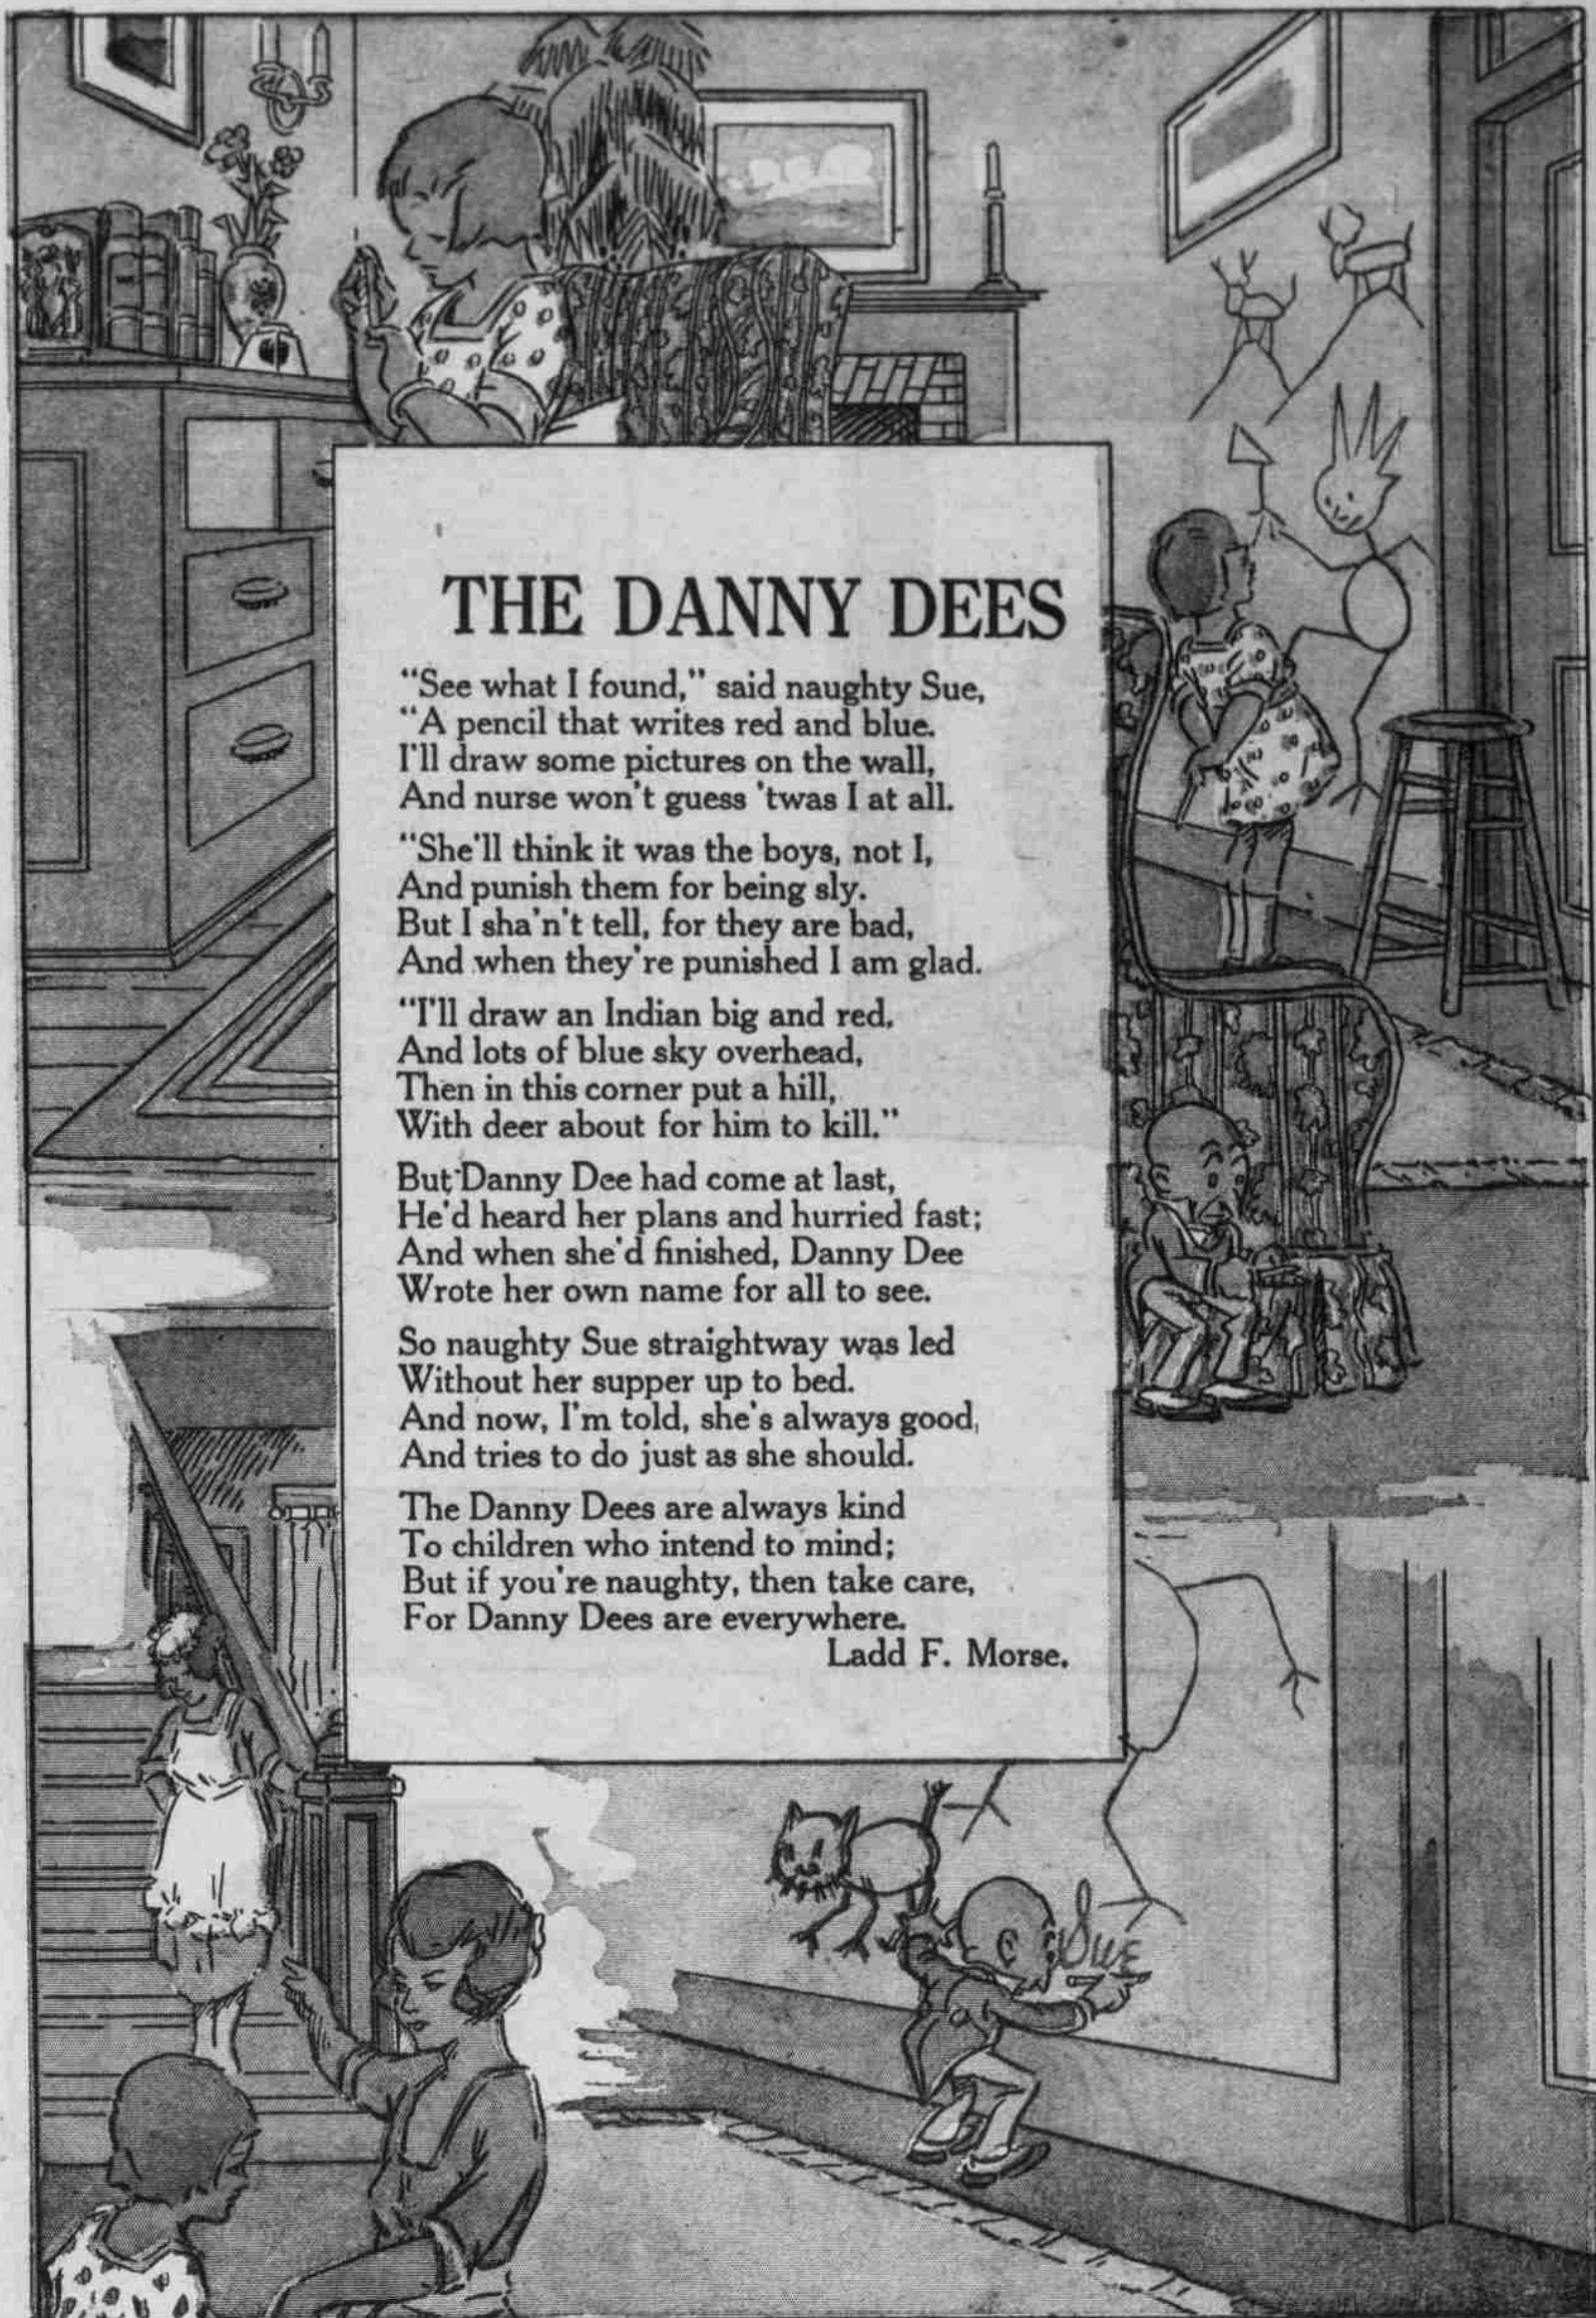 THE DANNY DEES
"See what I found," said naughty Sue,
"A pencil that writes red and blue.
I'll draw some pictures on the wall,
And nurse won't guess 'twas I at all.
"She'll think it was the boys, not I,
And punish them for being sly.
But I sha'n't tell, for they are bad,
And when they're punished I am glad.
"I'll draw an Indian big and red,
And lots of blue sky overhead,
Then in this corner put a hill,
With deer about for him to kill."
But Danny Dee had come at last,
He'd heard her plans and hurried fast;
And when she'd finished, Danny Dee
Wrote her own name for all to see.
So naughty Sue straightway was led
Without her supper up to bed.
And now, I'm told, she's always good,
And tries to do just as she should.
The Danny Dees are always kind
To children who intend to mind;
But if you're naughty, then take care,
For Danny Dees are everywhere.
Ladd F. Morse.
Sue